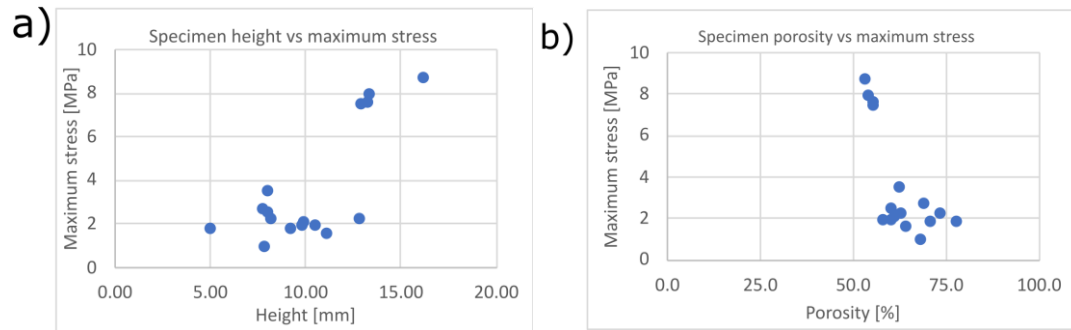 a)
Specimen height vs maximum stress
Maximum stress [MPa]
10
8
6
4
2
0
0.00 5.00 10.00 15.00 20.00
Height [mm]
b)
Specimen porosity vs maximum stress
Maximum stress [MPa]
10
8
6
4
2
0
0.0 25.0 50.0 75.0 100.0
Porosity [%]